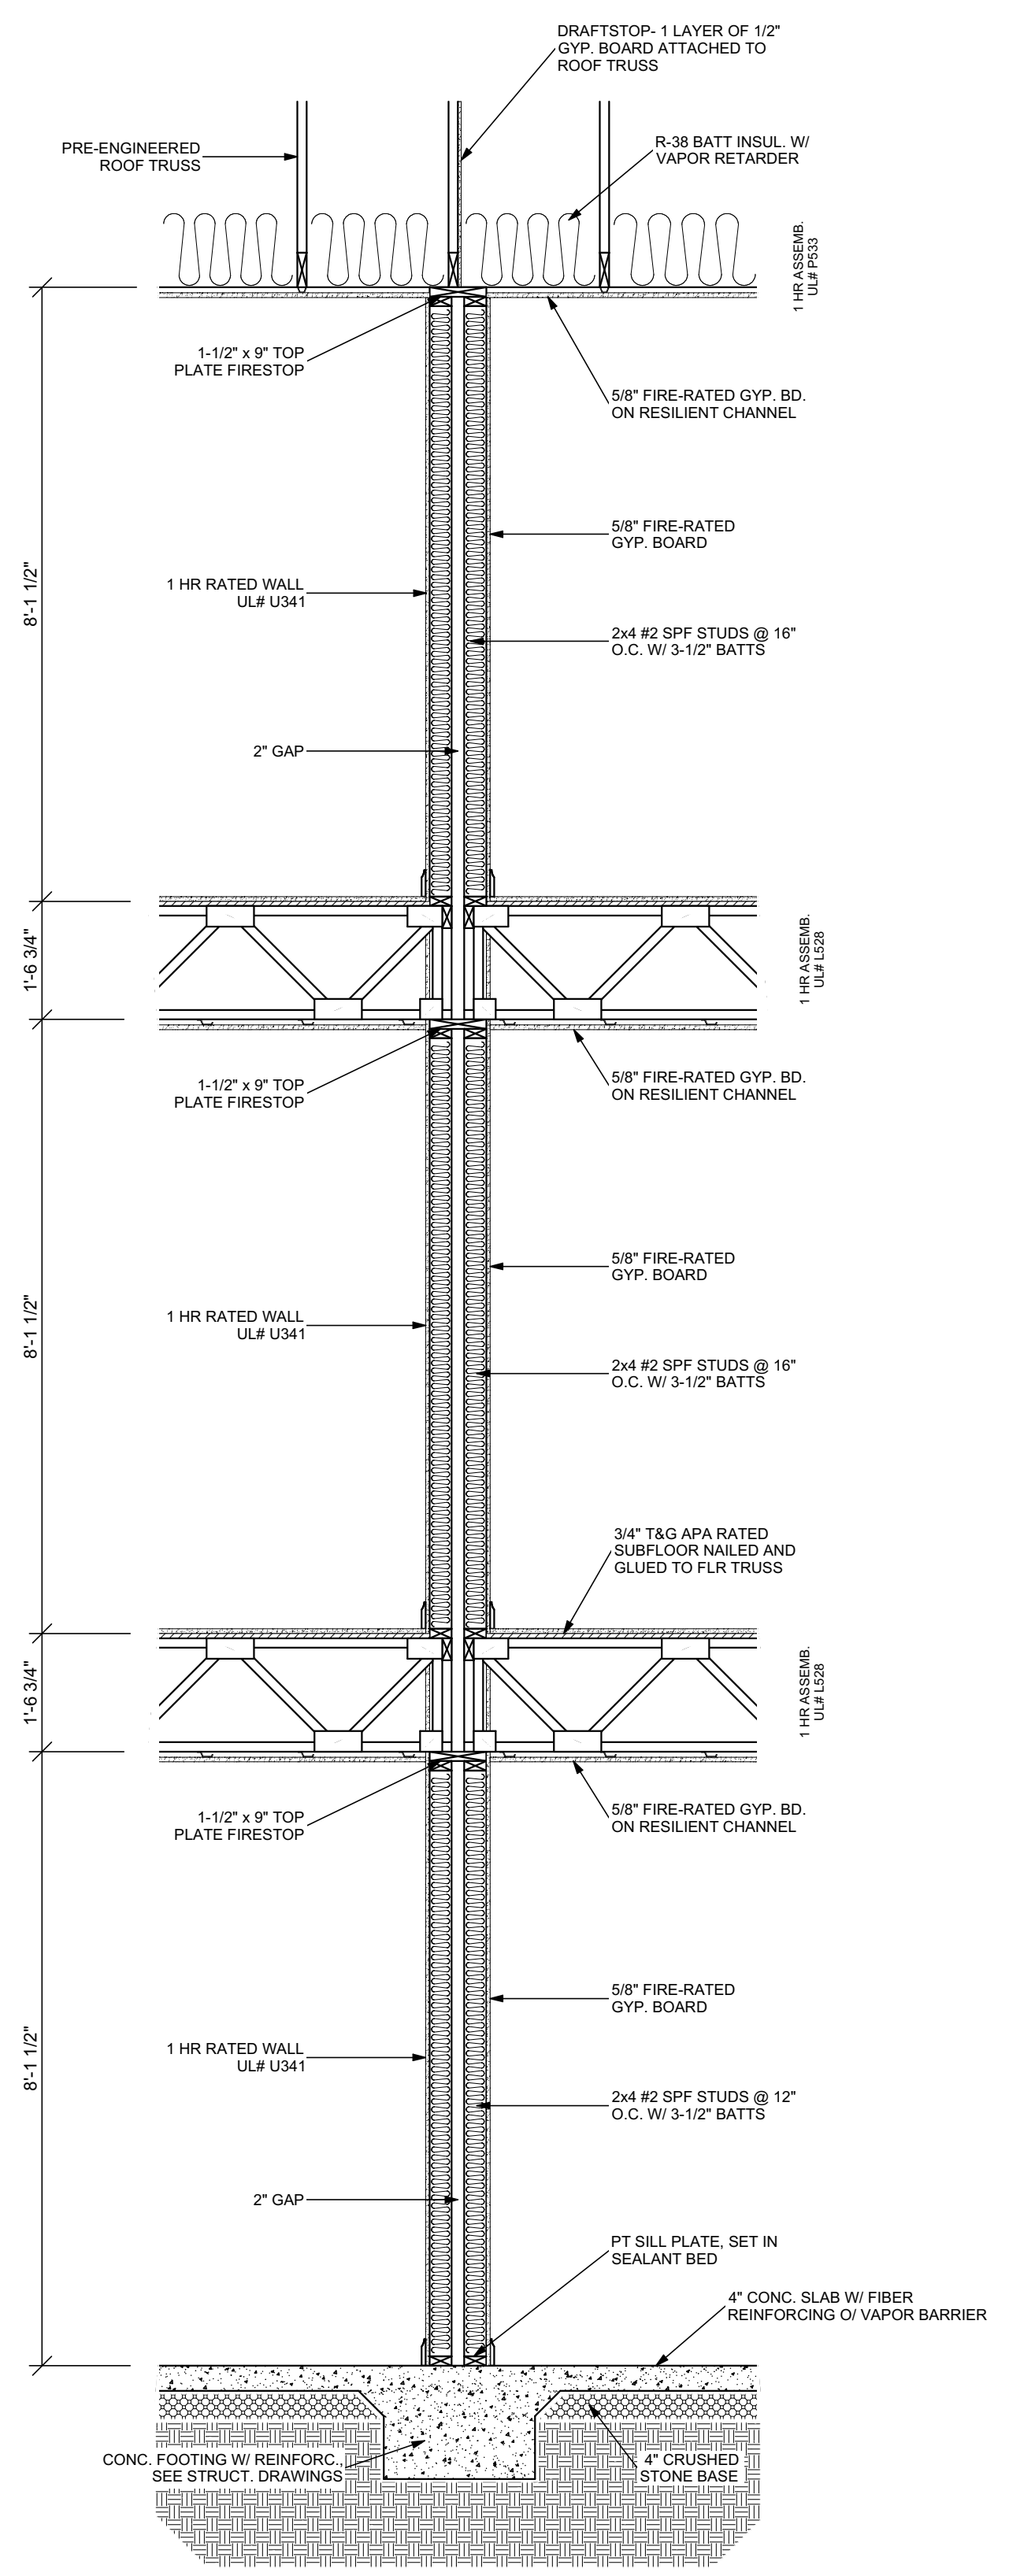 DRAFTSTOP- 1 LAYER OF 1/2"
GYP. BOARD ATTACHED TO
ROOF TRUSS
PRE-ENGINEERED
ROOF TRUSS
R-38 BATT INSUL. W/
VAPOR RETARDER
1 HR ASSEMB.
UL# P533
1-1/2" x 9" TOP
PLATE FIRESTOP
5/8" FIRE-RATED GYP. BD.
ON RESILIENT CHANNEL
8'-1 1/2"
5/8" FIRE-RATED
GYP. BOARD
1 HR RATED WALL
UL# U341
2x4 #2 SPF STUDS @ 16"
O.C. W/ 3-1/2" BATTS
2" GAP
1'-6 3/4"
1 HR ASSEMB.
UL# L528
1-1/2" x 9" TOP
PLATE FIRESTOP
5/8" FIRE-RATED GYP. BD.
ON RESILIENT CHANNEL
8'-1 1/2"
5/8" FIRE-RATED
GYP. BOARD
1 HR RATED WALL
UL# U341
2x4 #2 SPF STUDS @ 16"
O.C. W/ 3-1/2" BATTS
3/4" T&G APA RATED
SUBFLOOR NAILED AND
GLUED TO FLR TRUSS
1'-6 3/4"
1 HR ASSEMB.
UL# L528
1-1/2" x 9" TOP
PLATE FIRESTOP
5/8" FIRE-RATED GYP. BD.
ON RESILIENT CHANNEL
8'-1 1/2"
5/8" FIRE-RATED
GYP. BOARD
1 HR RATED WALL
UL# U341
2x4 #2 SPF STUDS @ 12"
O.C. W/ 3-1/2" BATTS
2" GAP
PT SILL PLATE, SET IN
SEALANT BED
4" CONC. SLAB W/ FIBER
REINFORCING O/ VAPOR BARRIER
CONC. FOOTING W/ REINFORC.,
SEE STRUCT. DRAWINGS
4" CRUSHED
STONE BASE